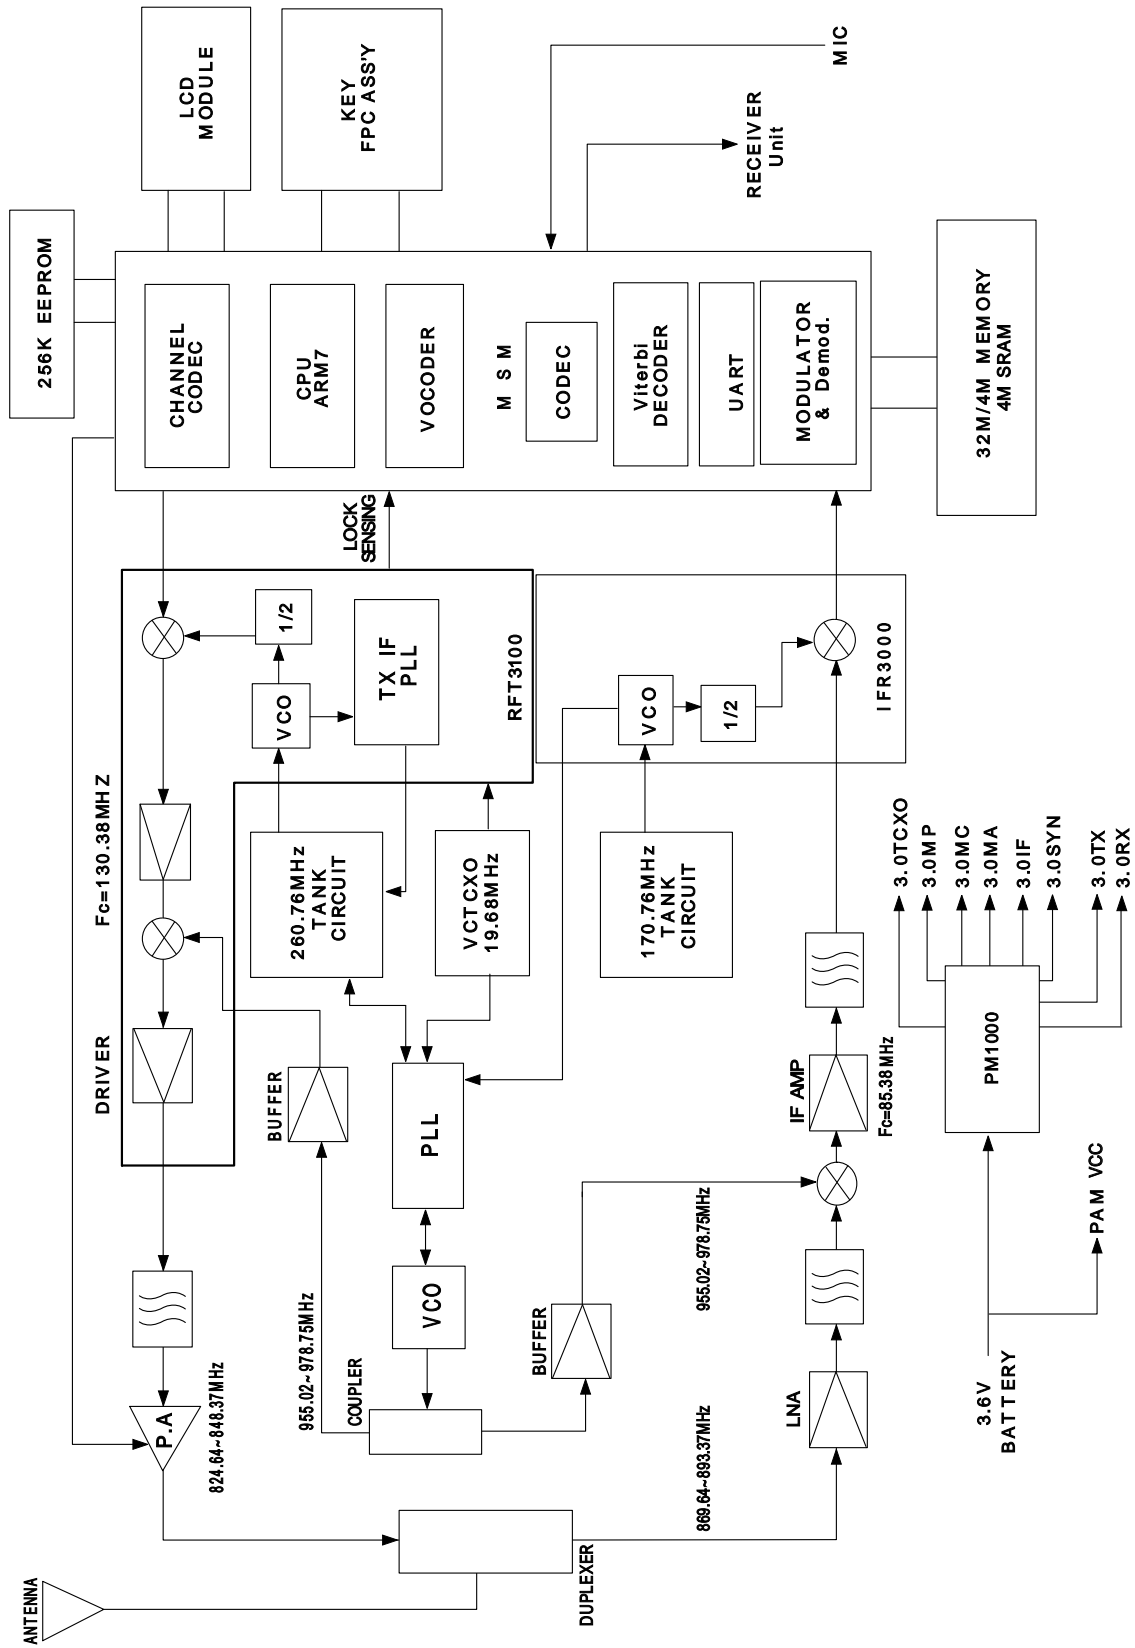 ANTENNA
DUPLEXER
P.A
824.64~848.37MHz
DRIVER
Fc=130.38MHZ
955.02~978.75MHz
COUPLER
BUFFER
VCO
PLL
260.76MHz
TANK
CIRCUIT
VCTCXO
19.68MHz
VCO
1/2
TX IF
PLL
RFT3100
LOCK
SENSING
256K EEPROM
LCD
MODULE
KEY
FPC ASS'Y
CHANNEL
CODEC
CPU
ARM7
VOCODER
M S M
CODEC
Viterbi
DECODER
UART
MODULATOR
& Demod.
RECEIVER
Unit
MIC
32M/4M MEMORY
4M SRAM
BUFFER
955.02~978.75MHz
869.64~893.37MHz
LNA
IF AMP
Fc=85.38MHz
170.76MHz
TANK
CIRCUIT
VCO
1/2
IFR3000
3.6V
BATTERY
PAM VCC
PM1000
3.0TCXO
3.0MP
3.0MC
3.0MA
3.0IF
3.0SYN
3.0TX
3.0RX